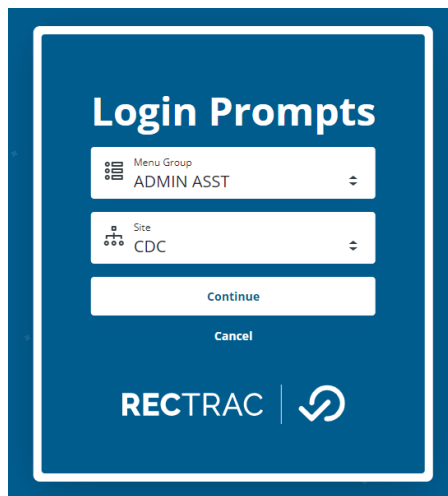 Login Prompts
Menu Group
ADMIN ASST
Site
CDC
Continue
Cancel
RECTRAC